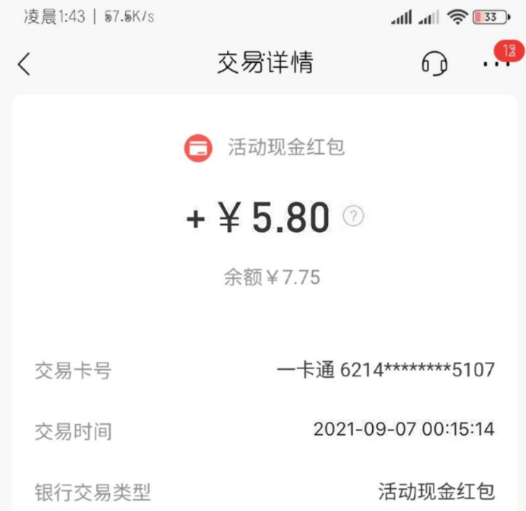 凌晨1:43 | 57.5K/s
33
交易详情
活动现金红包
+ ¥ 5.80 ?
余额¥7.75
交易卡号 一卡通 6214********5107
交易时间 2021-09-07 00:15:14
银行交易类型 活动现金红包